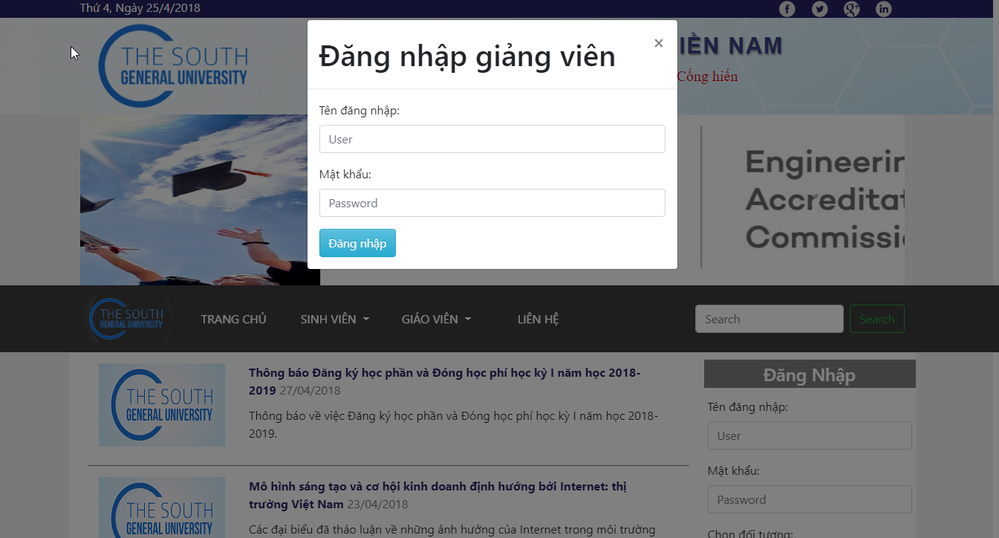 Thứ 4, Ngày 25/4/2018
THE SOUTH
GENERAL UNIVERSITY
IỀN NAM
Cống hiến
Đăng nhập giảng viên
×
Tên đăng nhập:
User
Mật khẩu:
Password
Đăng nhập
Engineerin
Accreditat
Commissi
THE SOUTH
GENERAL UNIVERSITY
TRANG CHỦ
SINH VIÊN
GIÁO VIÊN
LIÊN HỆ
Search
Search
THE SOUTH
GENERAL UNIVERSITY
Thông báo Đăng ký học phần và Đóng học phí học kỳ I năm học 2018-
2019 27/04/2018
Thông báo về việc Đăng ký học phần và Đóng học phí học kỳ I năm học 2018-
2019.
THE SOUTH
GENERAL UNIVERSITY
Mô hình sáng tạo và cơ hội kinh doanh định hướng bởi Internet: thị
trường Việt Nam 23/04/2018
Các đại biểu đã thảo luận về những ảnh hưởng của Internet trong môi trường
Đăng Nhập
Tên đăng nhập:
User
Mật khẩu:
Password
Chọn đối tượng: